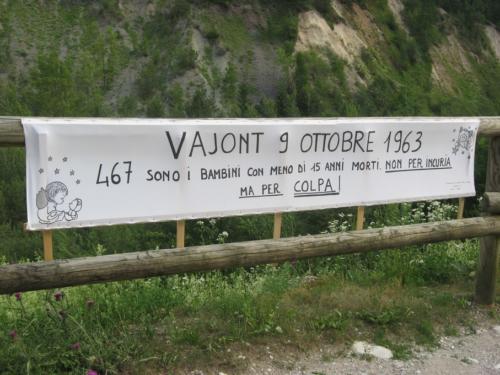 VAJONT 9 OTTOBRE 1963
467 SONO I BAMBINI CON MENO DI 15 ANNI MORTI. NON PER INCURIA
MA PER COLPA!